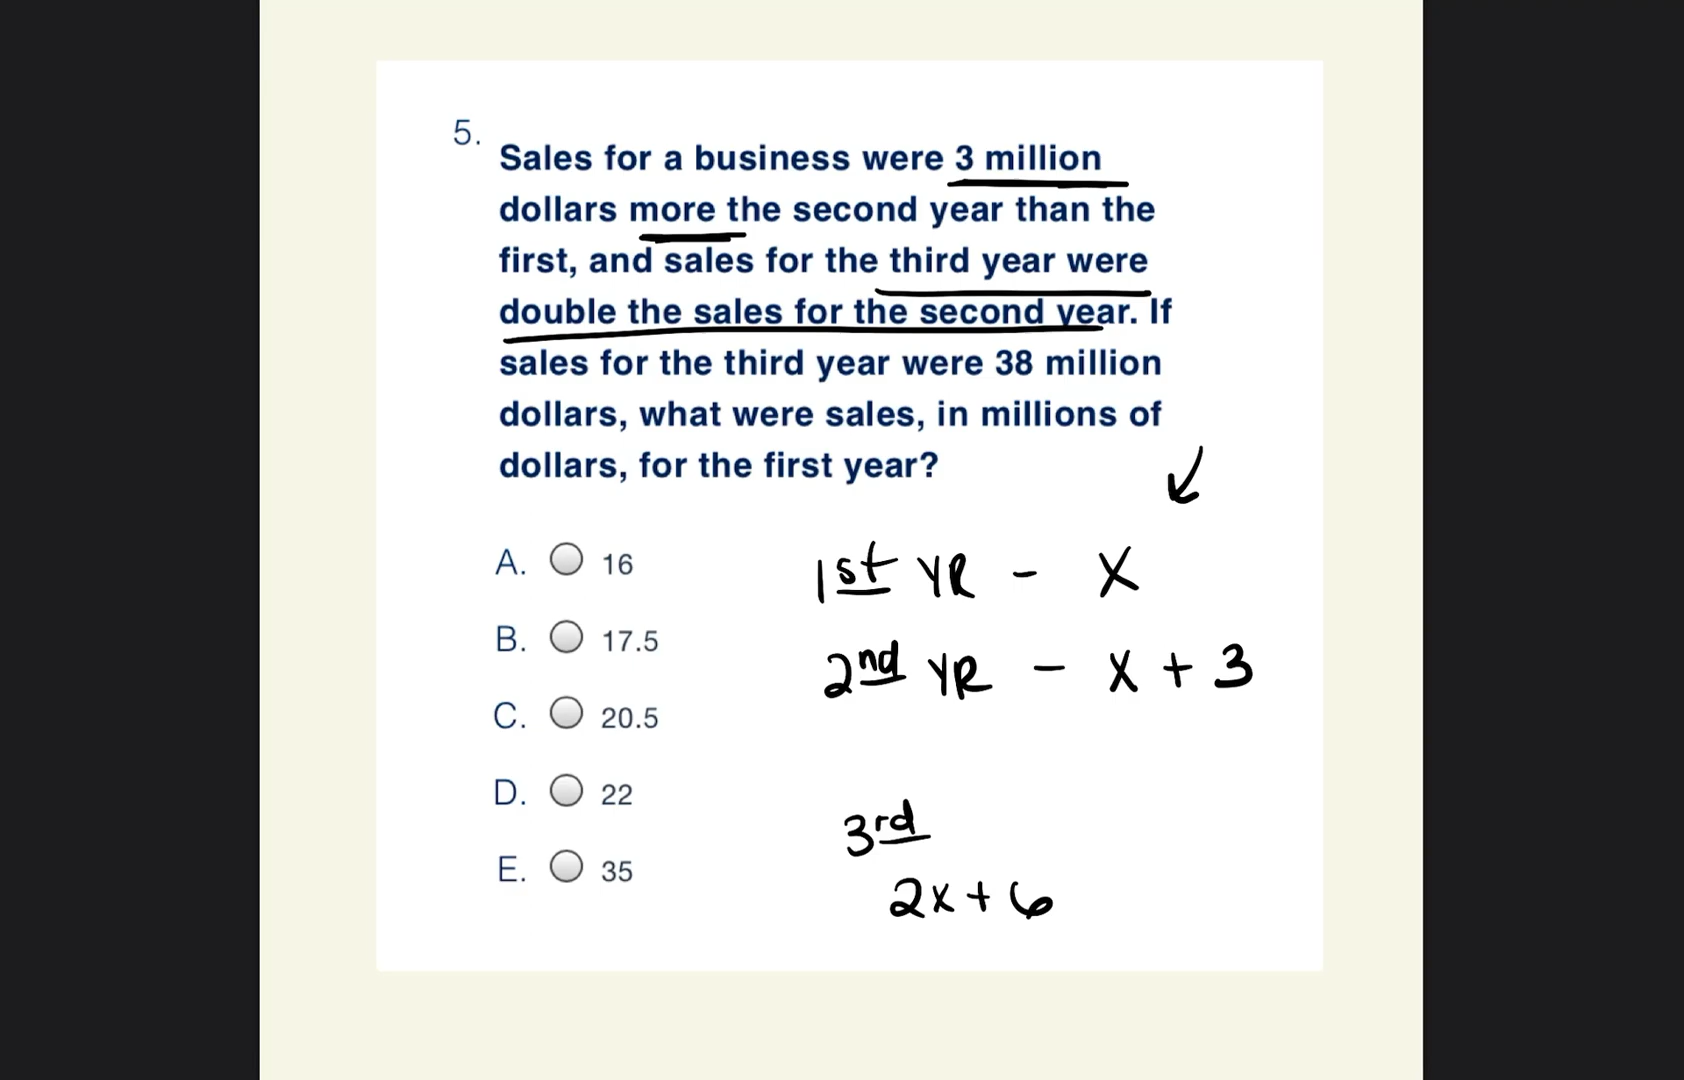 5.
Sales for a business were 3 million
dollars more the second year than the
first, and sales for the third year were
double the sales for the second year. If
sales for the third year were 38 million
dollars, what were sales, in millions of
dollars, for the first year?
A. 16
B. 17.5
C. 20.5
D. 22
E. 35
1st YR - X
2nd YR - X + 3
3rd
2x + 6